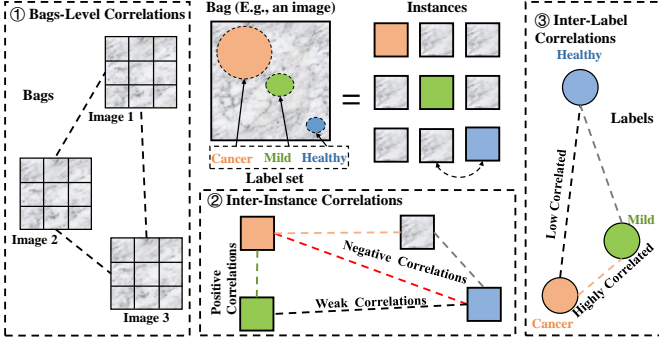 ① Bags-Level Correlations
Bags
Image 1
Image 2
Image 3
Bag (E.g., an image)
Instances
=
Cancer Mild Healthy
Label set
② Inter-Instance Correlations
Positive
Correlations
Negative Correlations
Weak Correlations
③ Inter-Label
Correlations
Healthy
Labels
Low Correlated
Mild
Highly Correlated
Cancer